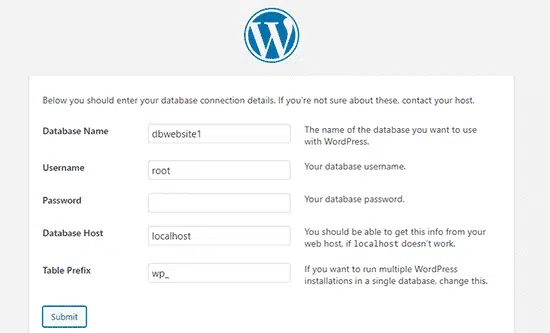 Below you should enter your database connection details. If you're not sure about these, contact your host.
Database Name dbwebsite1 The name of the database you want to use
with WordPress.
Username root Your database username.
Password Your database password.
Database Host localhost You should be able to get this info from your
web host, if localhost doesn't work.
Table Prefix wp_ If you want to run multiple WordPress
installations in a single database, change this.
Submit